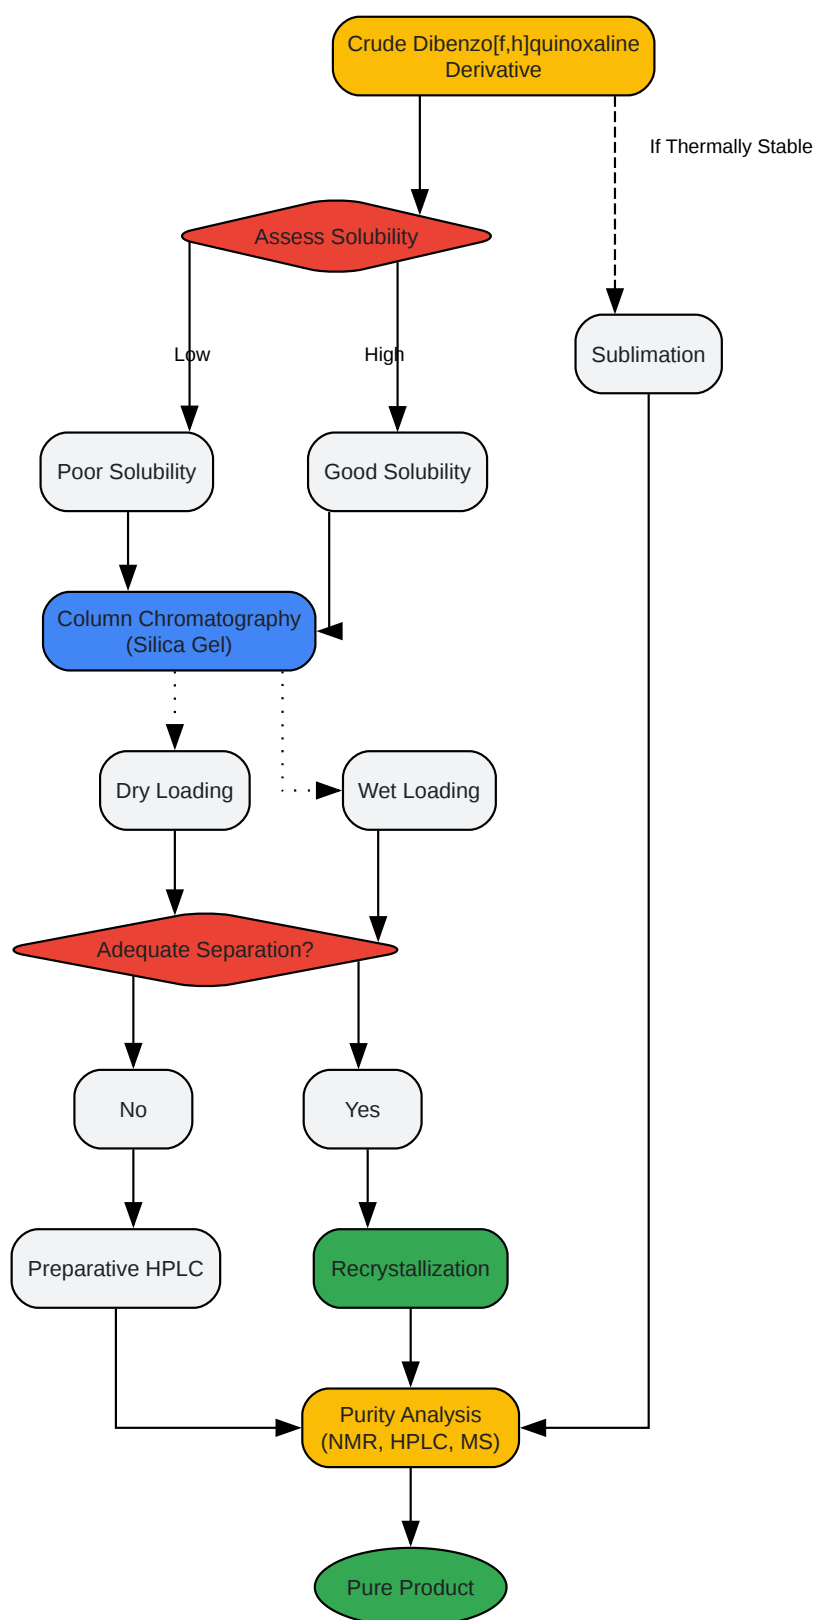 Crude Dibenzo[f,h]quinoxaline
Derivative
If Thermally Stable
Assess Solubility
Low
High
Sublimation
Poor Solubility
Good Solubility
Column Chromatography
(Silica Gel)
Dry Loading
Wet Loading
Adequate Separation?
No
Yes
Preparative HPLC
Recrystallization
Purity Analysis
(NMR, HPLC, MS)
Pure Product